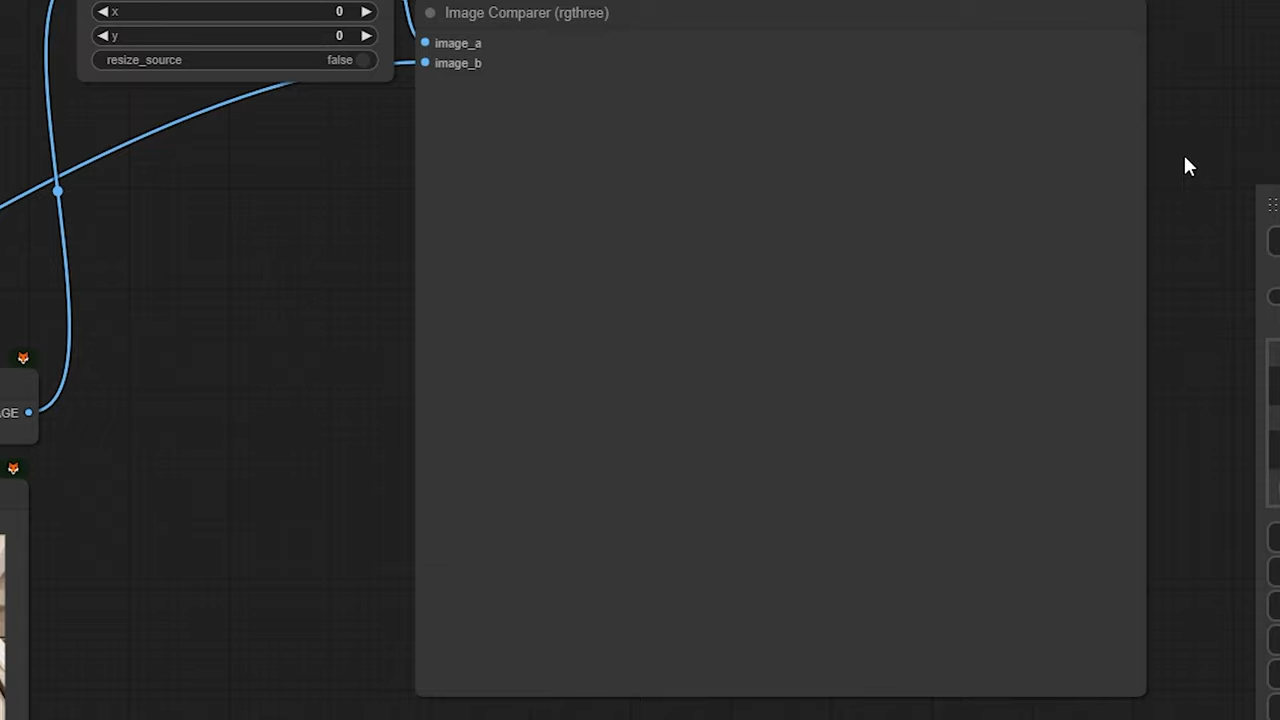 x 0
y 0
resize_source false
Image Comparer (rgthree)
image_a
image_b
AGE